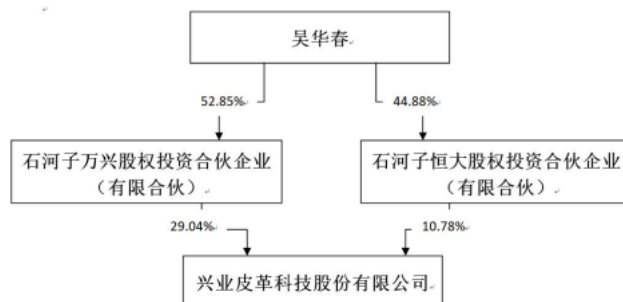 吴华春
52.85%
44.88%
石河子万兴股权投资合伙企业
（有限合伙）
石河子恒大股权投资合伙企业
（有限合伙）
29.04%
10.78%
兴业皮革科技股份有限公司